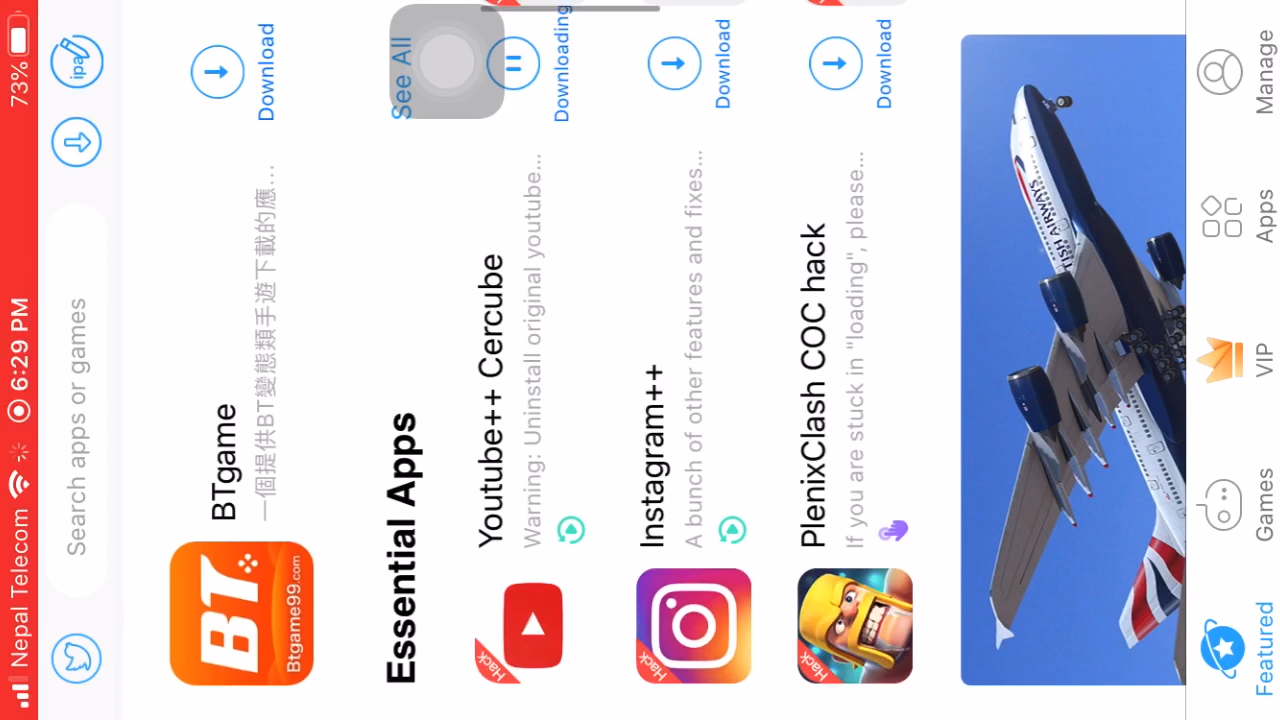 Nepal Telecom 6:29 PM 73%
Search apps or games
ipa
BT
Btgame99.com
BTgame
一個提供BT變態類手遊下載的應...
Download
Essential Apps
See All
Hack
Youtube++ Cercube
Warning: Uninstall original youtube...
Downloading
Hack
Instagram++
A bunch of other features and fixes...
Download
Hack
PlenixClash COC hack
If you are stuck in "loading", please...
Download
TISH AIRWAYS
Featured
Games
VIP
Apps
Manage